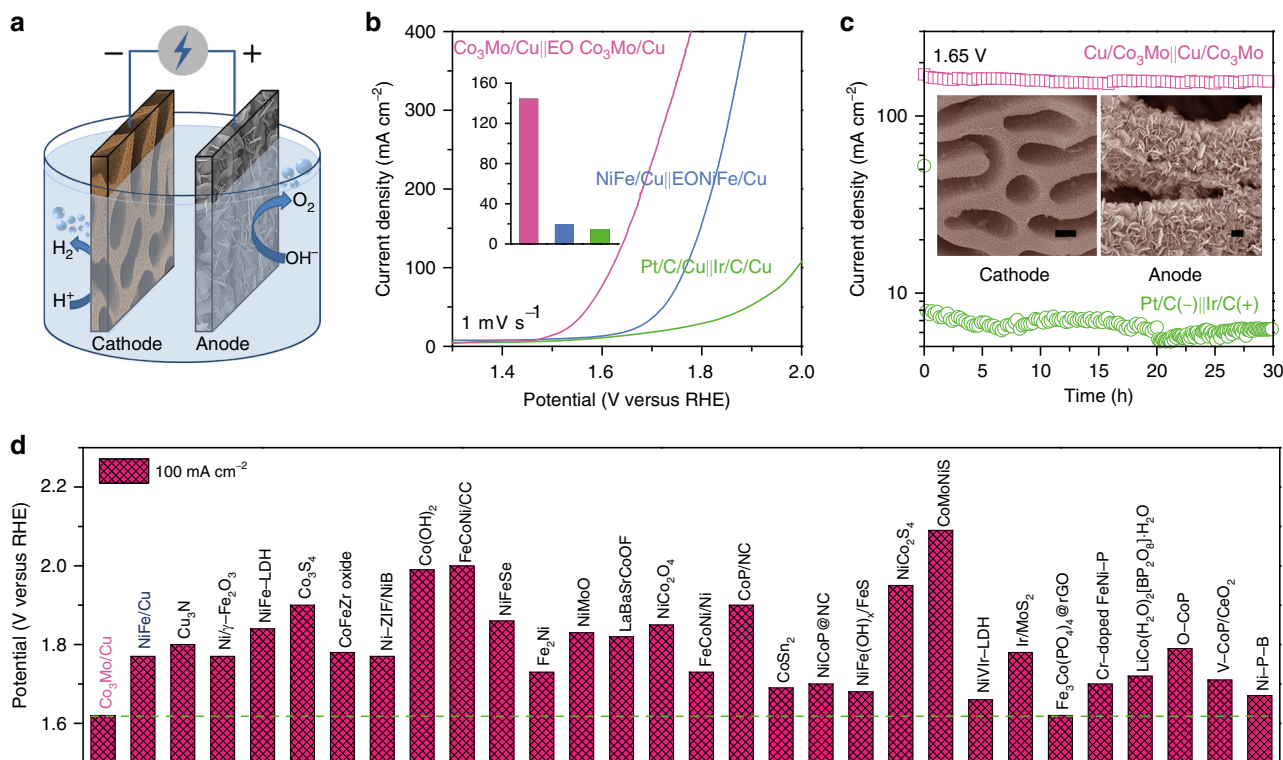 a
− +
H2
H+
O2
OH−
Cathode
Anode
b
Current density (mA cm−2)
400
300
200
100
0
Co3Mo/Cu||EO Co3Mo/Cu
160
120
80
40
0
NiFe/Cu||EONiFe/Cu
Pt/C/Cu||Ir/C/Cu
1 mV s−1
1.4 1.6 1.8 2.0
Potential (V versus RHE)
c
Current density (mA cm−2)
100
10
1.65 V
Cu/Co3Mo||Cu/Co3Mo
Cathode
Anode
Pt/C(−)||Ir/C(+)
0 5 10 15 20 25 30
Time (h)
d
Potential (V versus RHE)
2.2
2.0
1.8
1.6
100 mA cm−2
Co3Mo/Cu
NiFe/Cu
Cu3N
Ni/γ−Fe2O3
NiFe−LDH
Co3S4
CoFeZr oxide
Ni−ZIF/NiB
Co(OH)2
FeCoNi/CC
NiFeSe
Fe2Ni
NiMoO
LaBaSrCoOF
NiCo2O4
FeCoNi/Ni
CoP/NC
CoSn2
NiCoP@NC
NiFe(OH)x/FeS
NiCo2S4
CoMoNiS
NiVIr−LDH
Ir/MoS2
Fe3Co(PO4)4@rGO
Cr−doped FeNi−P
LiCo(H2O)2[BP2O8]·H2O
O−CoP
V−CoP/CeO2
Ni−P−B